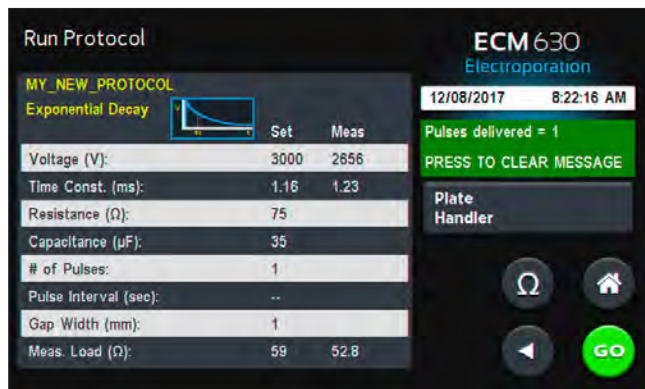 Run Protocol
ECM 630
Electroporation
MY_NEW_PROTOCOL
Exponential Decay
Set Meas
Voltage (V): 3000 2656
Time Const. (ms): 1.16 1.23
Resistance (Ω): 75
Capacitance (µF): 35
# of Pulses: 1
Pulse Interval (sec): --
Gap Width (mm): 1
Meas. Load (Ω): 59 52.8
12/08/2017 8:22:16 AM
Pulses delivered = 1
PRESS TO CLEAR MESSAGE
Plate
Handler
Ω
GO